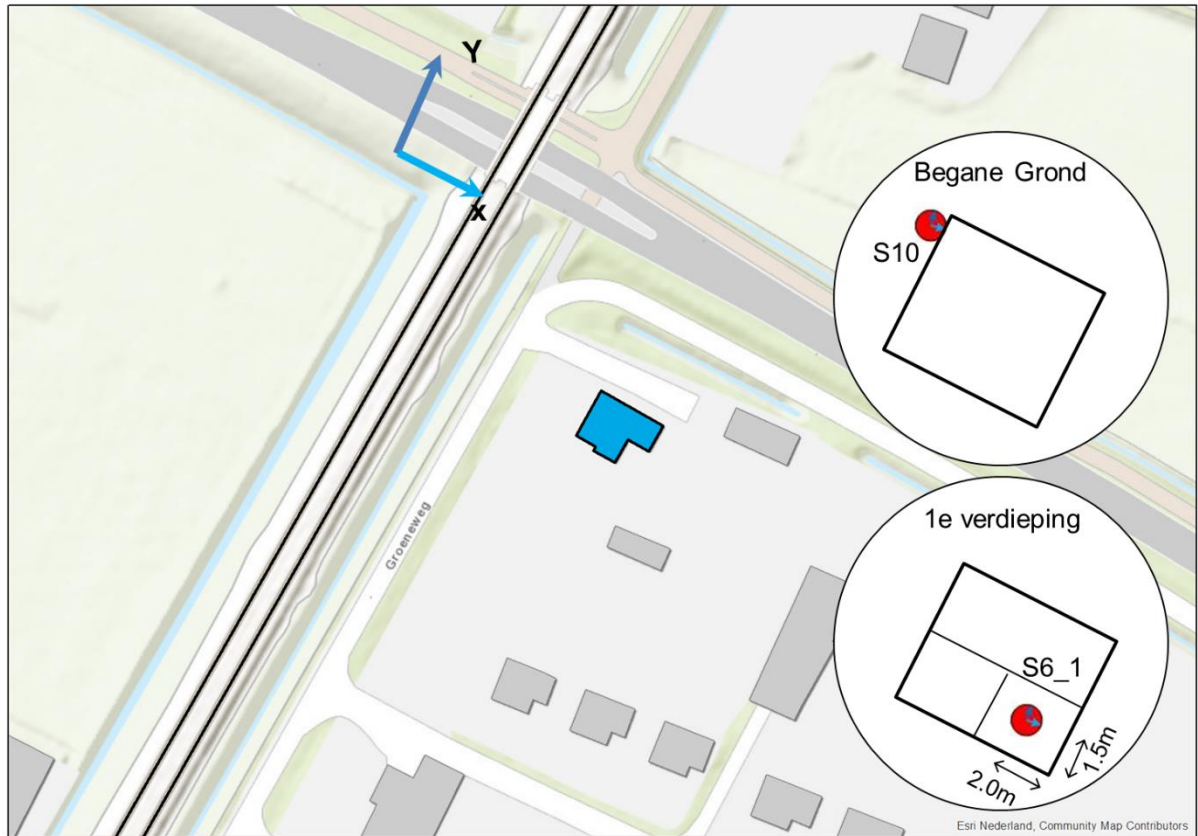 Y
x
Begane Grond
S10
Groeneweg
1e verdieping
S6_1
1.5m
2.0m
Esri Nederland, Community Map Contributors